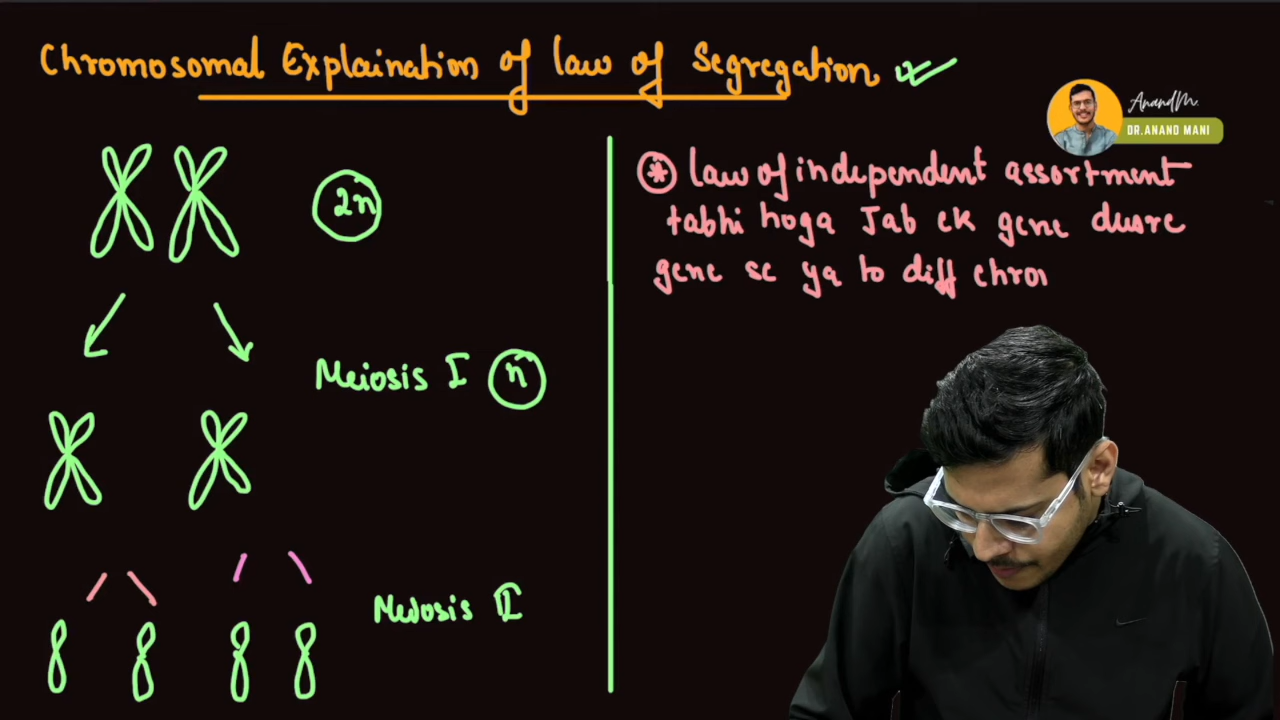 Chromosomal Explaination of law of Segregation
AnandM.
DR.ANAND MANI
2n
Meiosis I n
Meiosis II
* Law of independent assortment
tabhi hoga Jab ek gene dusre
gene se ya to diff chrom